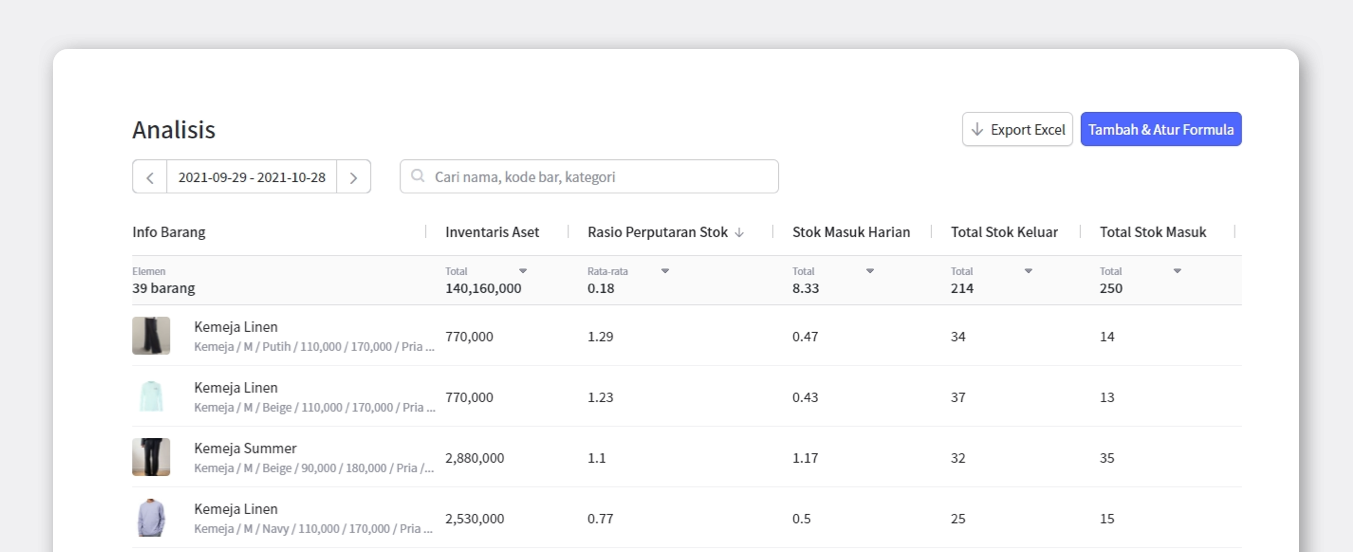 Analisis
Export Excel
Tambah & Atur Formula
2021-09-29 - 2021-10-28
Cari nama, kode bar, kategori
Info Barang Inventaris Aset Rasio Perputaran Stok Stok Masuk Harian Total Stok Keluar Total Stok Masuk
Elemen Total Rata-rata Total Total Total
39 barang 140,160,000 0.18 8.33 214 250
Kemeja Linen
Kemeja / M / Putih / 110,000 / 170,000 / Pria ...
770,000 1.29 0.47 34 14
Kemeja Linen
Kemeja / M / Beige / 110,000 / 170,000 / Pria ...
770,000 1.23 0.43 37 13
Kemeja Summer
Kemeja / M / Beige / 90,000 / 180,000 / Pria /...
2,880,000 1.1 1.17 32 35
Kemeja Linen
Kemeja / M / Navy / 110,000 / 170,000 / Pria ...
2,530,000 0.77 0.5 25 15